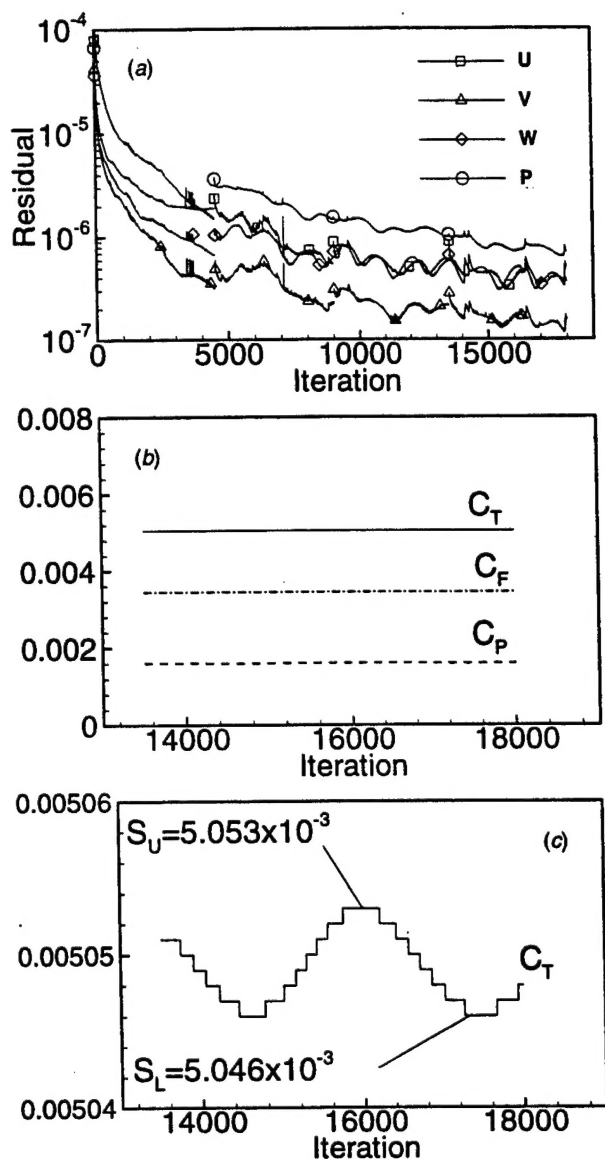 (a)
10^-4
10^-5
10^-6
10^-7
Residual
U
V
W
P
0
5000
10000
15000
Iteration
(b)
0.008
0.006
0.004
0.002
0
C_T
C_F
C_P
14000
16000
18000
Iteration
(c)
0.00506
0.00505
0.00504
S_U=5.053x10^-3
C_T
S_L=5.046x10^-3
14000
16000
18000
Iteration